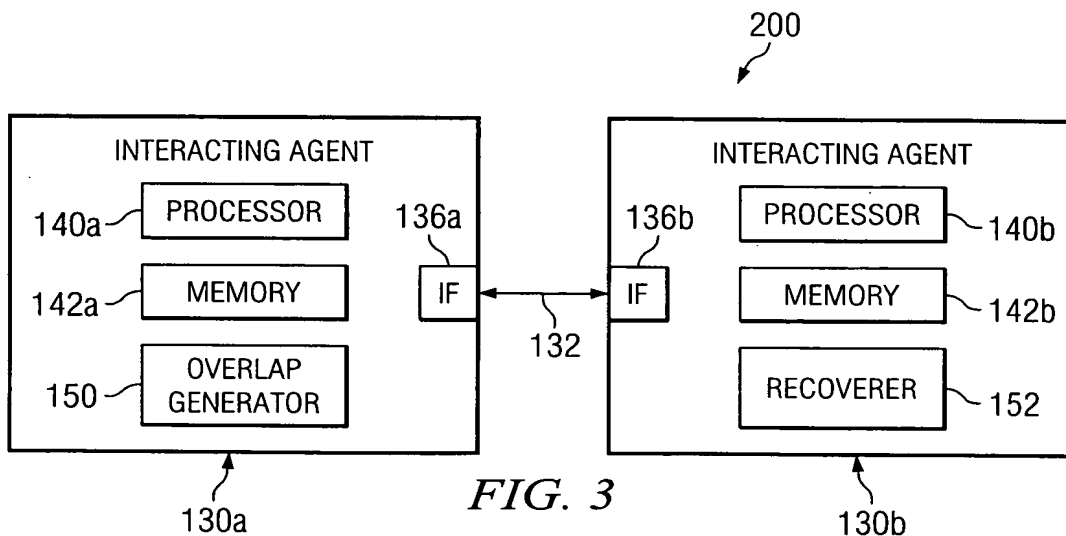 200
INTERACTING AGENT
PROCESSOR
140a
136a
MEMORY
142a
IF
OVERLAP
GENERATOR
150
130a
132
INTERACTING AGENT
136b
PROCESSOR
140b
IF
MEMORY
142b
RECOVERER
152
130b
FIG. 3